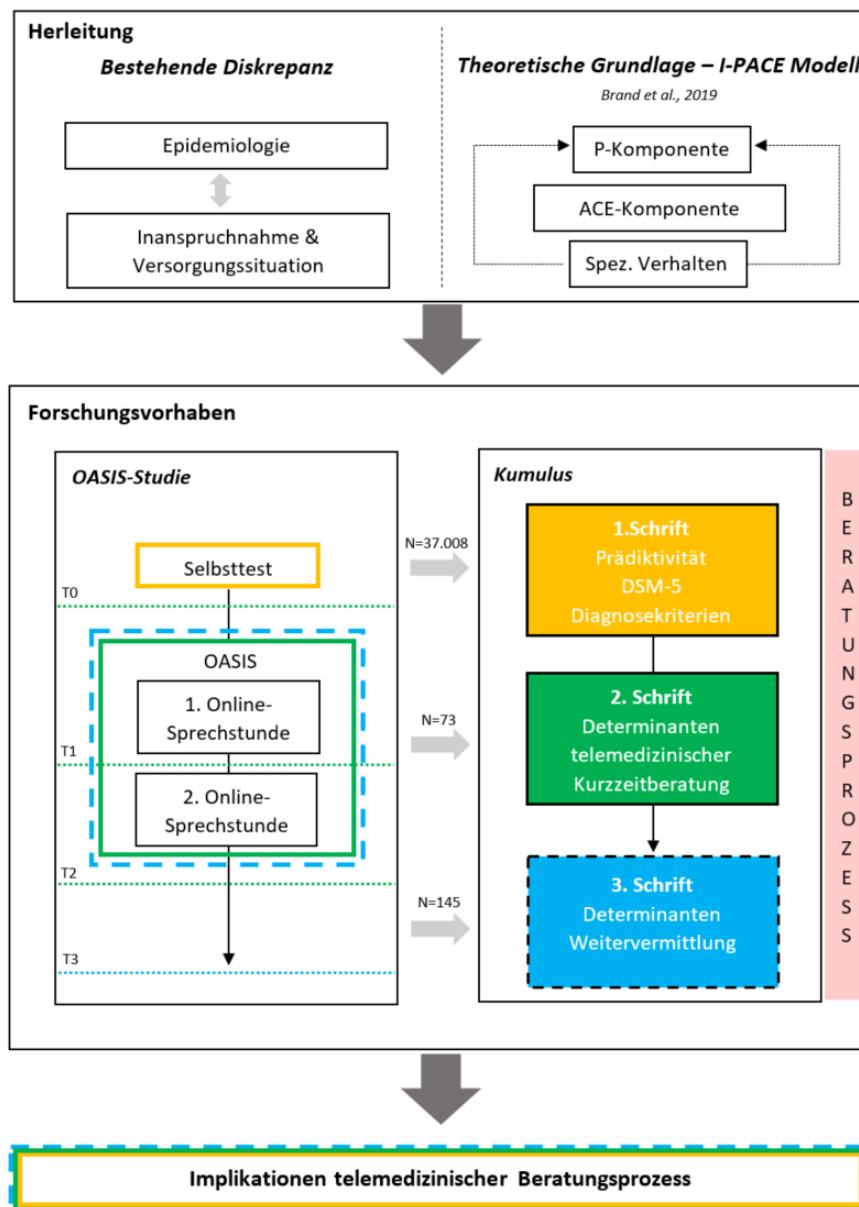 Herleitung
Bestehende Diskrepanz
Epidemiologie
Inanspruchnahme &
Versorgungssituation
Theoretische Grundlage – I-PACE Modell
Brand et al., 2019
P-Komponente
ACE-Komponente
Spez. Verhalten
Forschungsvorhaben
OASIS-Studie
Selbsttest
T0
OASIS
1. Online-
Sprechstunde
T1
2. Online-
Sprechstunde
T2
T3
N=37.008
N=73
N=145
Kumulus
1.Schrift
Prädiktivität
DSM-5
Diagnosekriterien
2. Schrift
Determinanten
telemedizinischer
Kurzzeitberatung
3. Schrift
Determinanten
Weitervermittlung
B
E
R
A
T
U
N
G
S
P
R
O
Z
E
S
S
Implikationen telemedizinischer Beratungsprozess